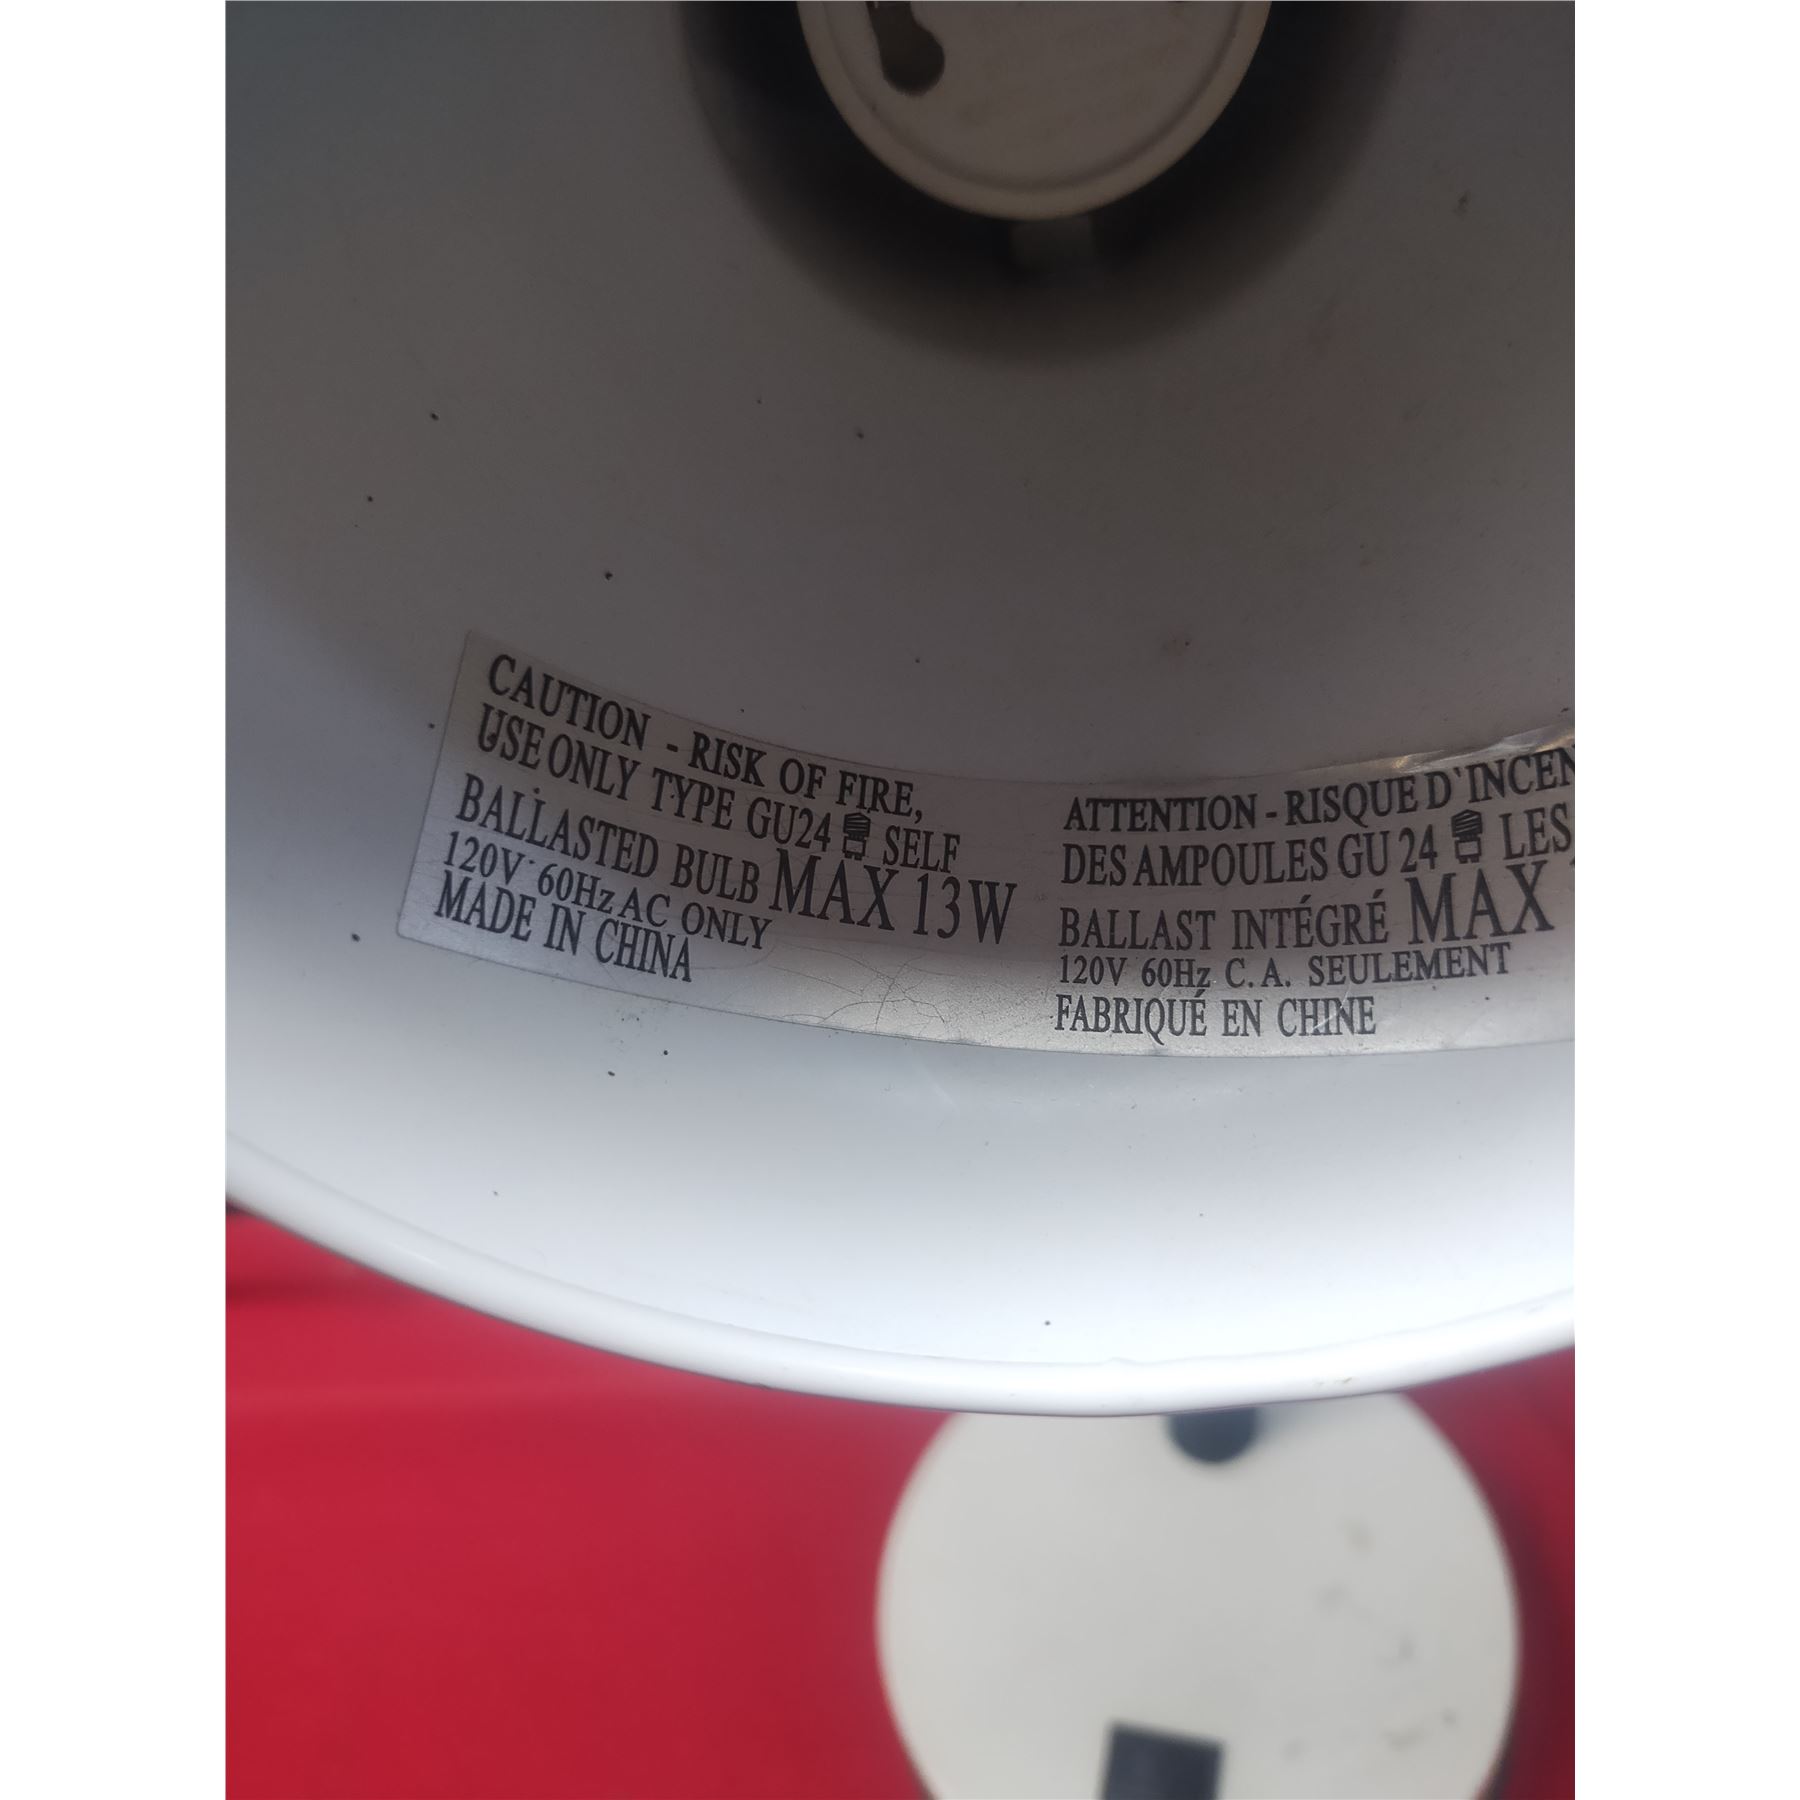 CAUTION - RISK OF FIRE,
USE ONLY TYPE GU24 SELF
BALLASTED BULB MAX 13W
120V 60Hz AC ONLY
MADE IN CHINA
ATTENTION - RISQUE D'INCEN
DES AMPOULES GU 24 LES
BALLAST INTÉGRÉ MAX
120V 60Hz C.A. SEULEMENT
FABRIQUÉ EN CHINE